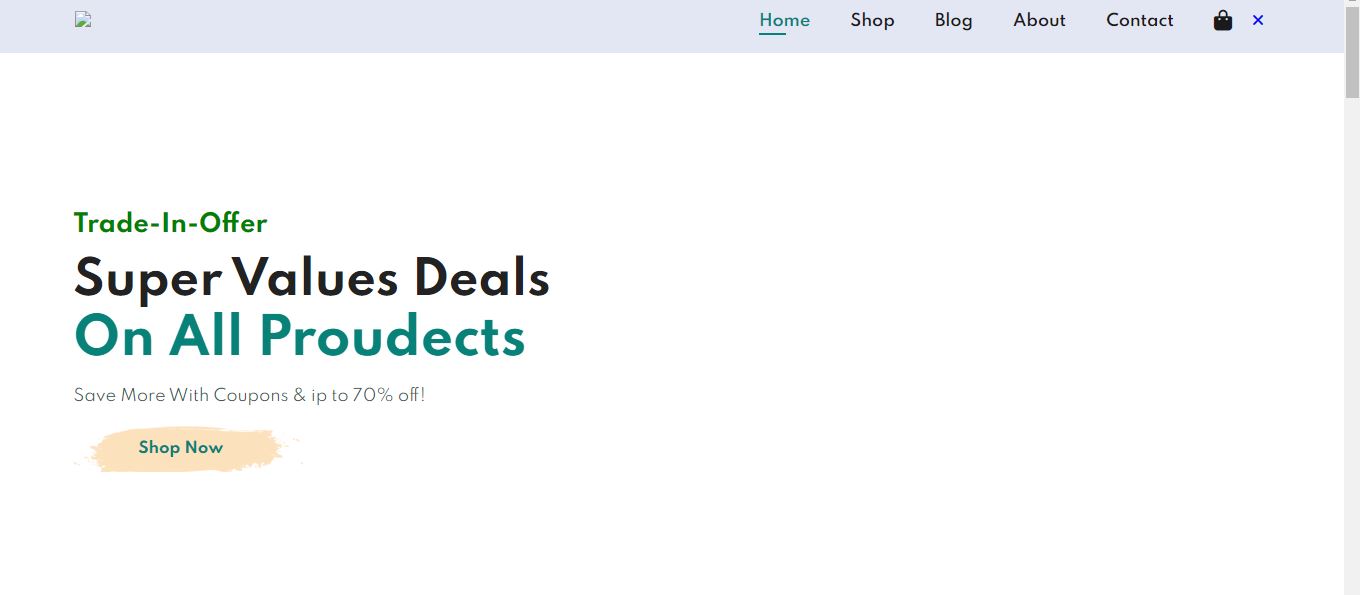 Home Shop Blog About Contact
Trade-In-Offer
Super Values Deals
On All Proudects
Save More With Coupons & ip to 70% off!
Shop Now